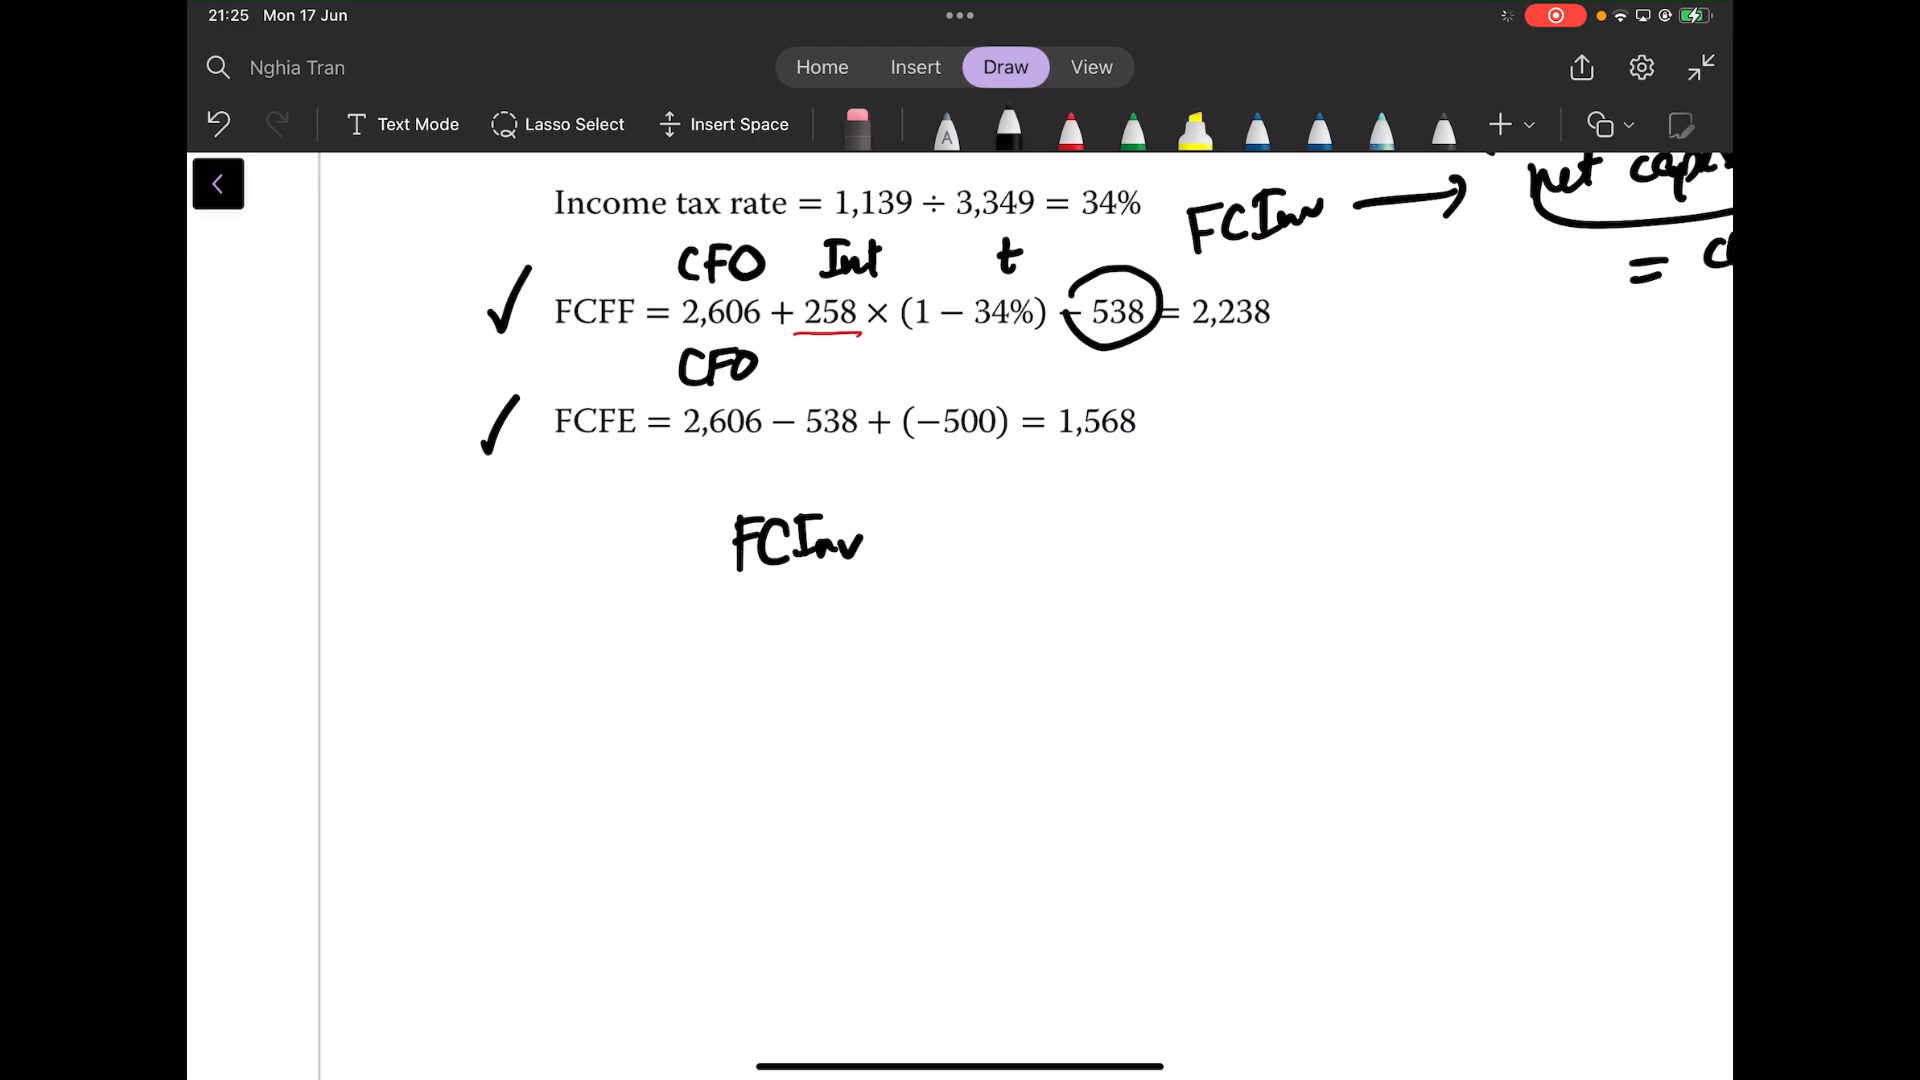 21:25 Mon 17 Jun
Nghia Tran
Home Insert Draw View
Text Mode Lasso Select Insert Space
A
net
Income tax rate = 1,139 ÷ 3,349 = 34%
FCInv →
= C
CFO Int t
FCFF = 2,606 + 258 × (1 − 34%) − 538 = 2,238
CFO
FCFE = 2,606 − 538 + (−500) = 1,568
FCInv